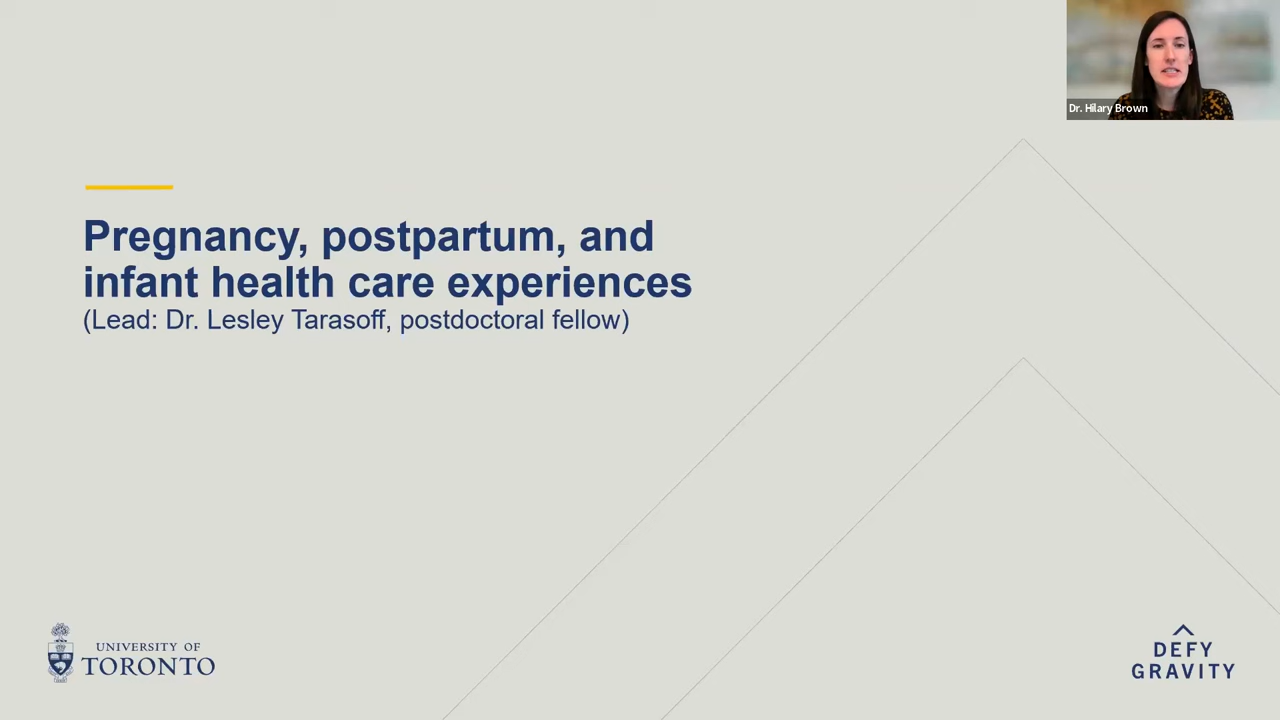 Dr. Hilary Brown
Pregnancy, postpartum, and
infant health care experiences
(Lead: Dr. Lesley Tarasoff, postdoctoral fellow)
UNIVERSITY OF
TORONTO
DEFY
GRAVITY